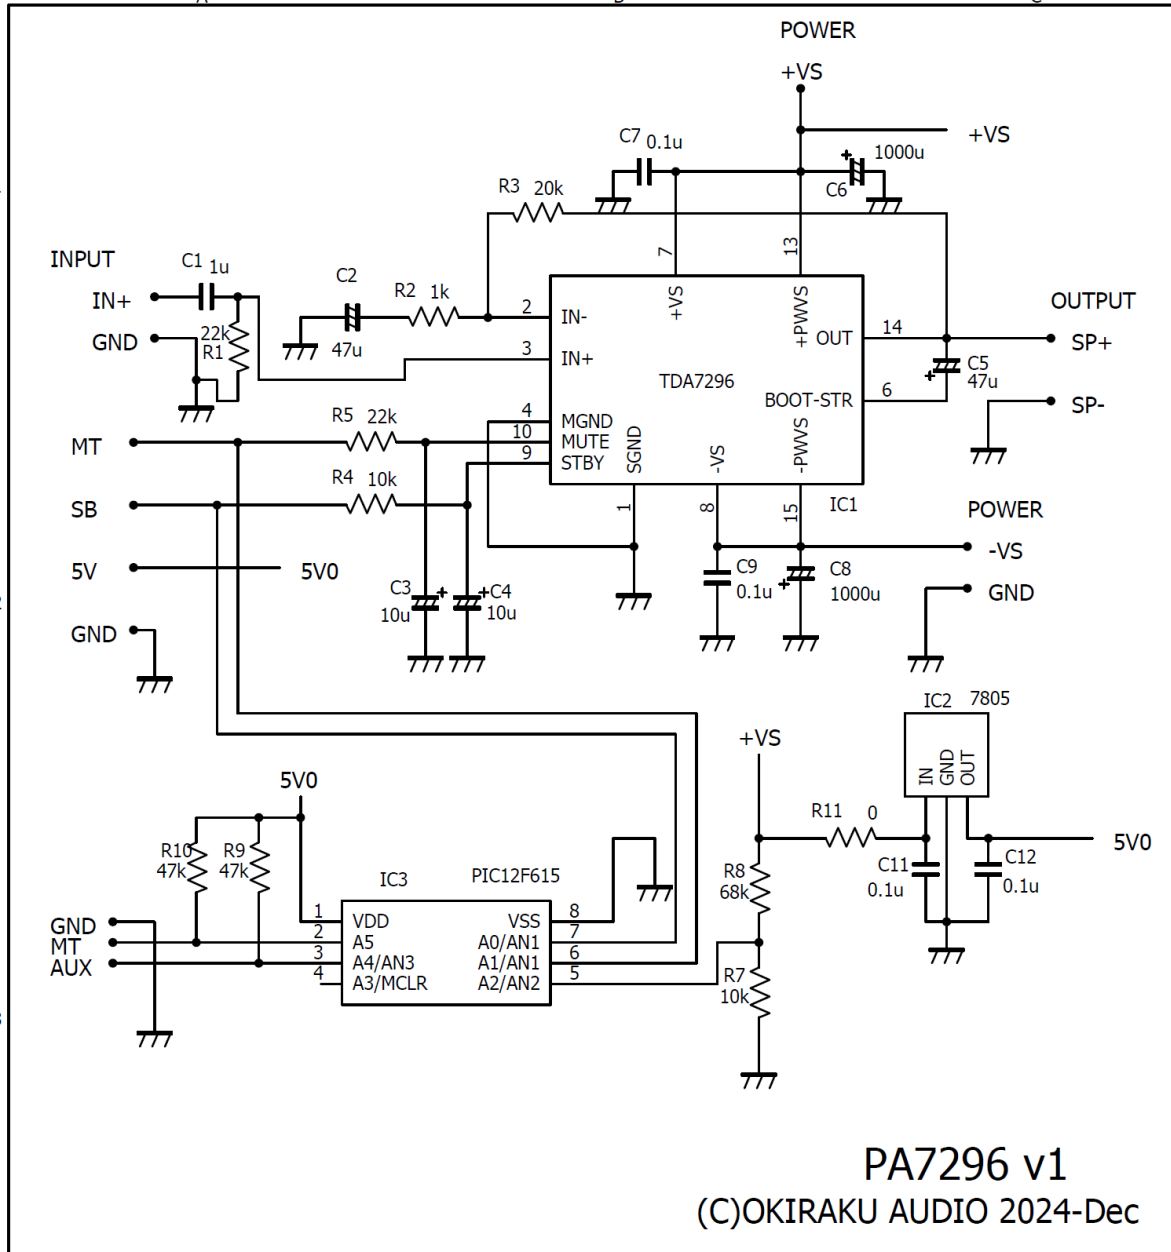 POWER
+VS
+VS
C7 0.1u
+ 1000u
C6
R3 20k
7
13
INPUT
C1 1u
IN+
GND
22k
R1
C2
47u
R2 1k
2
3
4
10
9
IN-
IN+
MGND
MUTE
STBY
+VS
+PWVS
OUT
TDA7296
BOOT-STR
SGND
-VS
-PWVS
IC1
14
6
1
8
15
OUTPUT
SP+
+ C5
47u
SP-
MT
R5 22k
SB
R4 10k
5V
5V0
GND
C3 +
10u
+ C4
10u
C9
0.1u
C8
+ 1000u
POWER
-VS
GND
IC2 7805
IN
GND
OUT
+VS
R11 0
5V0
C11
0.1u
C12
0.1u
R8
68k
R7
10k
5V0
R10
47k
R9
47k
IC3
PIC12F615
GND
MT
AUX
1
2
3
4
VDD
A5
A4/AN3
A3/MCLR
VSS
A0/AN1
A1/AN1
A2/AN2
8
7
6
5
PA7296 v1
(C)OKIRAKU AUDIO 2024-Dec